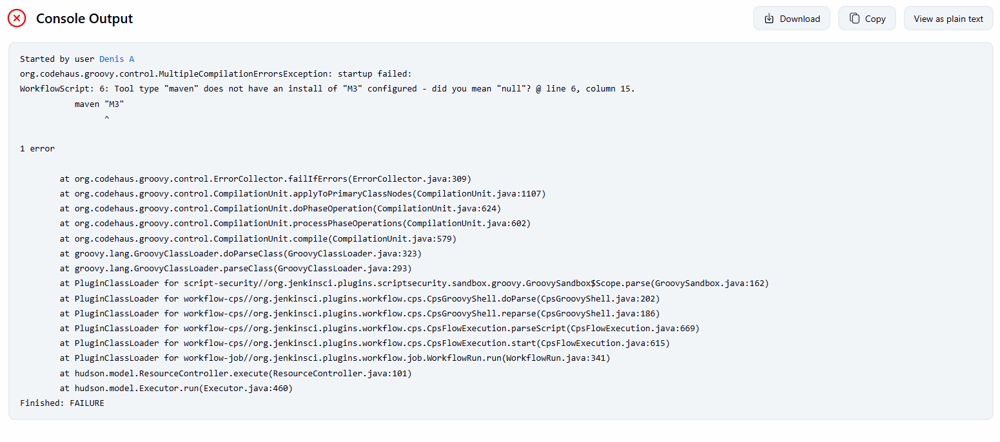 Console Output
Download
Copy
View as plain text
Started by user Denis A
org.codehaus.groovy.control.MultipleCompilationErrorsException: startup failed:
WorkflowScript: 6: Tool type "maven" does not have an install of "M3" configured - did you mean "null"? @ line 6, column 15.
           maven "M3"
                 ^
1 error
	at org.codehaus.groovy.control.ErrorCollector.failIfErrors(ErrorCollector.java:309)
	at org.codehaus.groovy.control.CompilationUnit.applyToPrimaryClassNodes(CompilationUnit.java:1107)
	at org.codehaus.groovy.control.CompilationUnit.doPhaseOperation(CompilationUnit.java:624)
	at org.codehaus.groovy.control.CompilationUnit.processPhaseOperations(CompilationUnit.java:602)
	at org.codehaus.groovy.control.CompilationUnit.compile(CompilationUnit.java:579)
	at groovy.lang.GroovyClassLoader.doParseClass(GroovyClassLoader.java:323)
	at groovy.lang.GroovyClassLoader.parseClass(GroovyClassLoader.java:293)
	at PluginClassLoader for script-security//org.jenkinsci.plugins.scriptsecurity.sandbox.groovy.GroovySandbox$Scope.parse(GroovySandbox.java:162)
	at PluginClassLoader for workflow-cps//org.jenkinsci.plugins.workflow.cps.CpsGroovyShell.doParse(CpsGroovyShell.java:202)
	at PluginClassLoader for workflow-cps//org.jenkinsci.plugins.workflow.cps.CpsGroovyShell.reparse(CpsGroovyShell.java:186)
	at PluginClassLoader for workflow-cps//org.jenkinsci.plugins.workflow.cps.CpsFlowExecution.parseScript(CpsFlowExecution.java:669)
	at PluginClassLoader for workflow-cps//org.jenkinsci.plugins.workflow.cps.CpsFlowExecution.start(CpsFlowExecution.java:615)
	at PluginClassLoader for workflow-job//org.jenkinsci.plugins.workflow.job.WorkflowRun.run(WorkflowRun.java:341)
	at hudson.model.ResourceController.execute(ResourceController.java:101)
	at hudson.model.Executor.run(Executor.java:460)
Finished: FAILURE